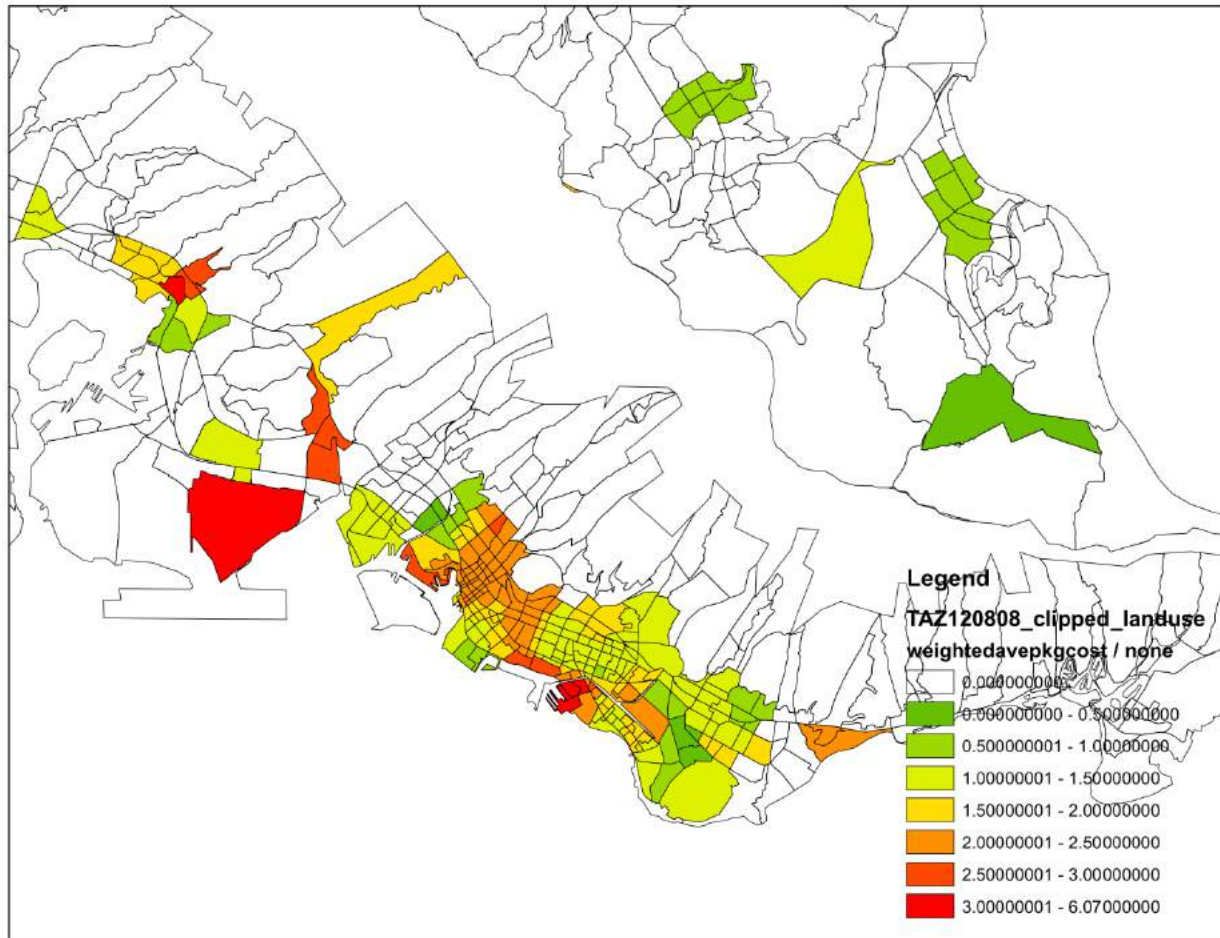 Legend
TAZ120808_clipped_landuse
weightedavepkgcost / none
0.000000000
0.000000000 - 0.500000000
0.500000001 - 1.00000000
1.00000001 - 1.50000000
1.50000001 - 2.00000000
2.00000001 - 2.50000000
2.50000001 - 3.00000000
3.00000001 - 6.07000000